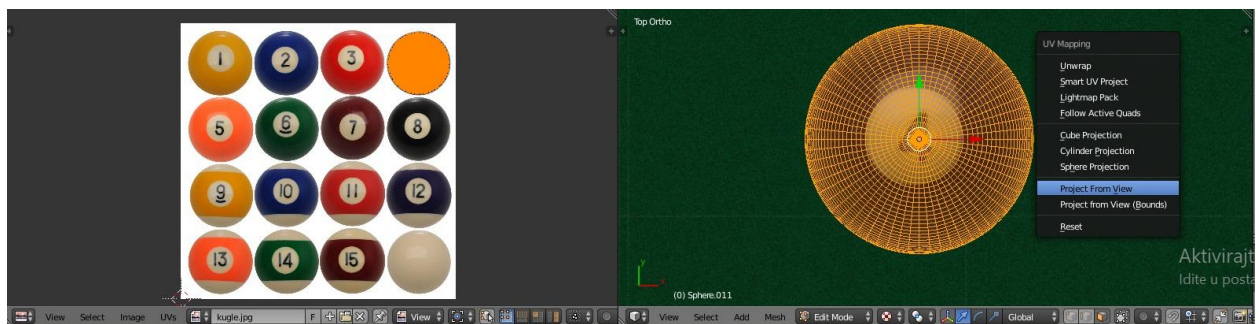 Top Ortho
1
2
3
5
6
7
8
9
10
11
12
13
14
15
UV Mapping
Unwrap
Smart UV Project
Lightmap Pack
Follow Active Quads
Cube Projection
Cylinder Projection
Sphere Projection
Project From View
Project from View (Bounds)
Reset
Aktivirajt
Idite u posta
y
x
(0) Sphere.011
View Select Image UVs kugle.jpg F View
View Select Add Mesh Edit Mode Global